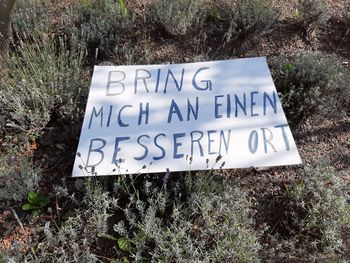 BRING
MICH AN EINEN
BESSEREN ORT